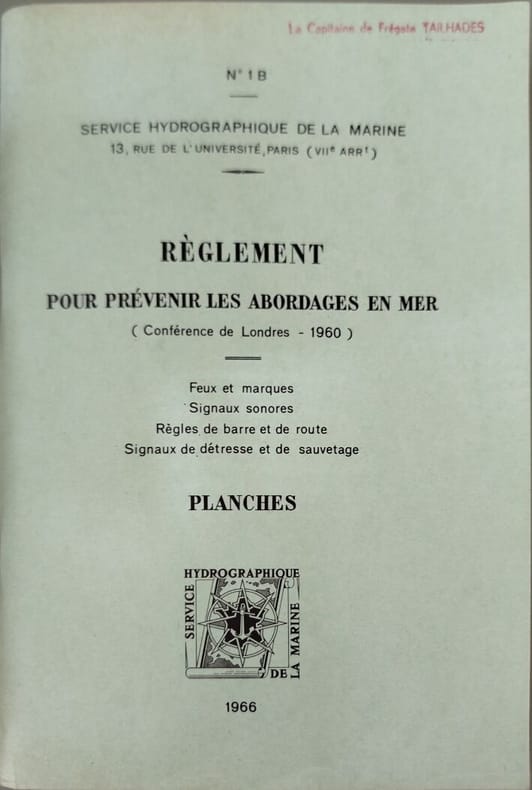 Le Capitaine de Frégate TARHADES
N° 1 B
SERVICE HYDROGRAPHIQUE DE LA MARINE
13, RUE DE L'UNIVERSITÉ, PARIS (VIIᵉ ARRᵗ)
RÈGLEMENT
POUR PRÉVENIR LES ABORDAGES EN MER
( Conférence de Londres - 1960 )
Feux et marques
Signaux sonores
Règles de barre et de route
Signaux de détresse et de sauvetage
PLANCHES
SERVICE HYDROGRAPHIQUE
DE LA MARINE
1966